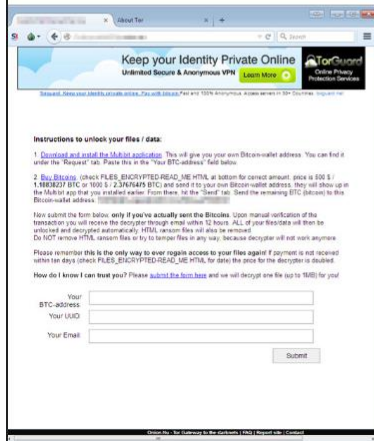 About Tor
Search
Keep your Identity Private Online
Unlimited Secure & Anonymous VPN
Learn More
TorGuard
Online Privacy
Protection Services
Instructions to unlock your files / data:
1. Download and install the Multibit application. This will give you your own Bitcoin-wallet address. You can find it
under the "Request" tab. Paste this in the "Your BTC-address" field below.
2. Buy Bitcoins, (check FILES_ENCRYPTED-READ_ME HTML at bottom for correct amount. price is 500 $ /
1.18838237 BTC or 1000 $ / 2.37676475 BTC) and send it to your own Bitcoin-wallet address, they will show up in
the Multibit app that you installed earlier. From there, hit the "Send" tab. Send the remaining BTC (bitcoin) to this
Bitcoin-wallet address:
Now submit the form below, only if you've actually sent the Bitcoins. Upon manual verification of the
transaction you will receive the decrypter through email within 12 hours. ALL of your files/data will then be
unlocked and decrypted automatically. HTML ransom files will also be removed.
Do NOT remove HTML ransom files or try to temper files in any way, because decrypter will not work anymore.
Please remember this is the only way to ever regain access to your files again! If payment is not received
within ten days (check FILES_ENCRYPTED-READ_ME HTML for date) the price for the decrypter is doubled.
How do I know I can trust you? Please submit the form here and we will decrypt one file (up to 1MB) for you!
Your
BTC-address:
Your UUID:
Your Email:
Submit
Onion.Nu - Tor Gateway to the darknets | FAQ | Report site | Contact